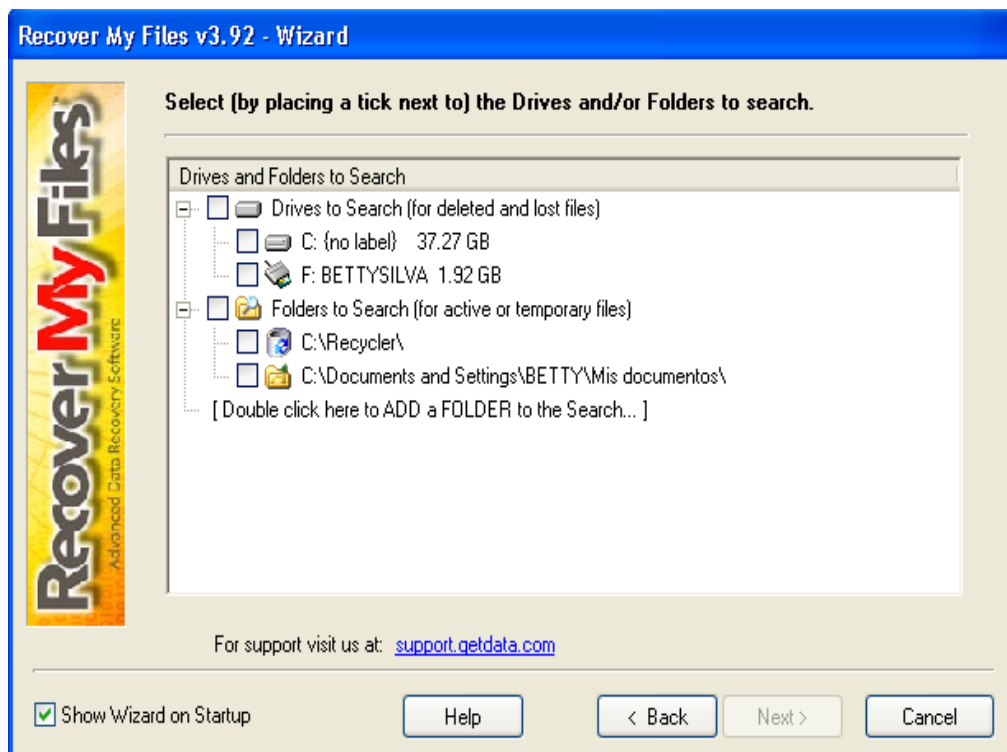 Recover My Files v3.92 - Wizard
Recover My Files
Advanced Data Recovery Software
Select (by placing a tick next to) the Drives and/or Folders to search.
Drives and Folders to Search
Drives to Search (for deleted and lost files)
C: {no label} 37.27 GB
F: BETTYSILVA 1.92 GB
Folders to Search (for active or temporary files)
C:\Recycler\
C:\Documents and Settings\BETTY\Mis documentos\
[ Double click here to ADD a FOLDER to the Search... ]
For support visit us at: support.getdata.com
Show Wizard on Startup Help < Back Next > Cancel